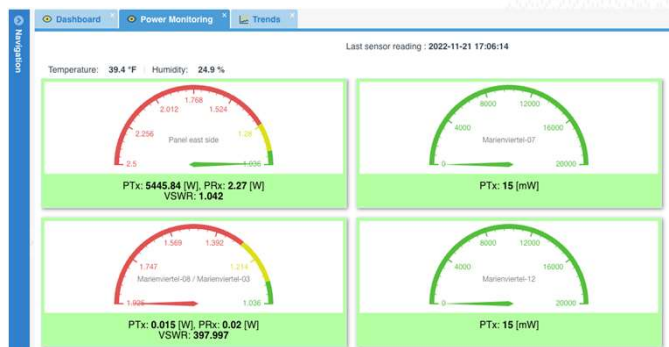 Navigation
Dashboard
Power Monitoring
Trends
Last sensor reading : 2022-11-21 17:06:14
Temperature: 39.4 °F Humidity: 24.9 %
2.5
2.256
2.012
1.768
1.524
1.28
1.036
Panel east side
PTx: 5445.84 [W], PRx: 2.27 [W]
VSWR: 1.042
0
4000
8000
12000
16000
20000
Marienviertel-07
PTx: 15 [mW]
1.925
1.747
1.569
1.392
1.214
1.036
Marienviertel-08 / Marienviertel-03
PTx: 0.015 [W], PRx: 0.02 [W]
VSWR: 397.997
0
4000
8000
12000
16000
20000
Marienviertel-12
PTx: 15 [mW]